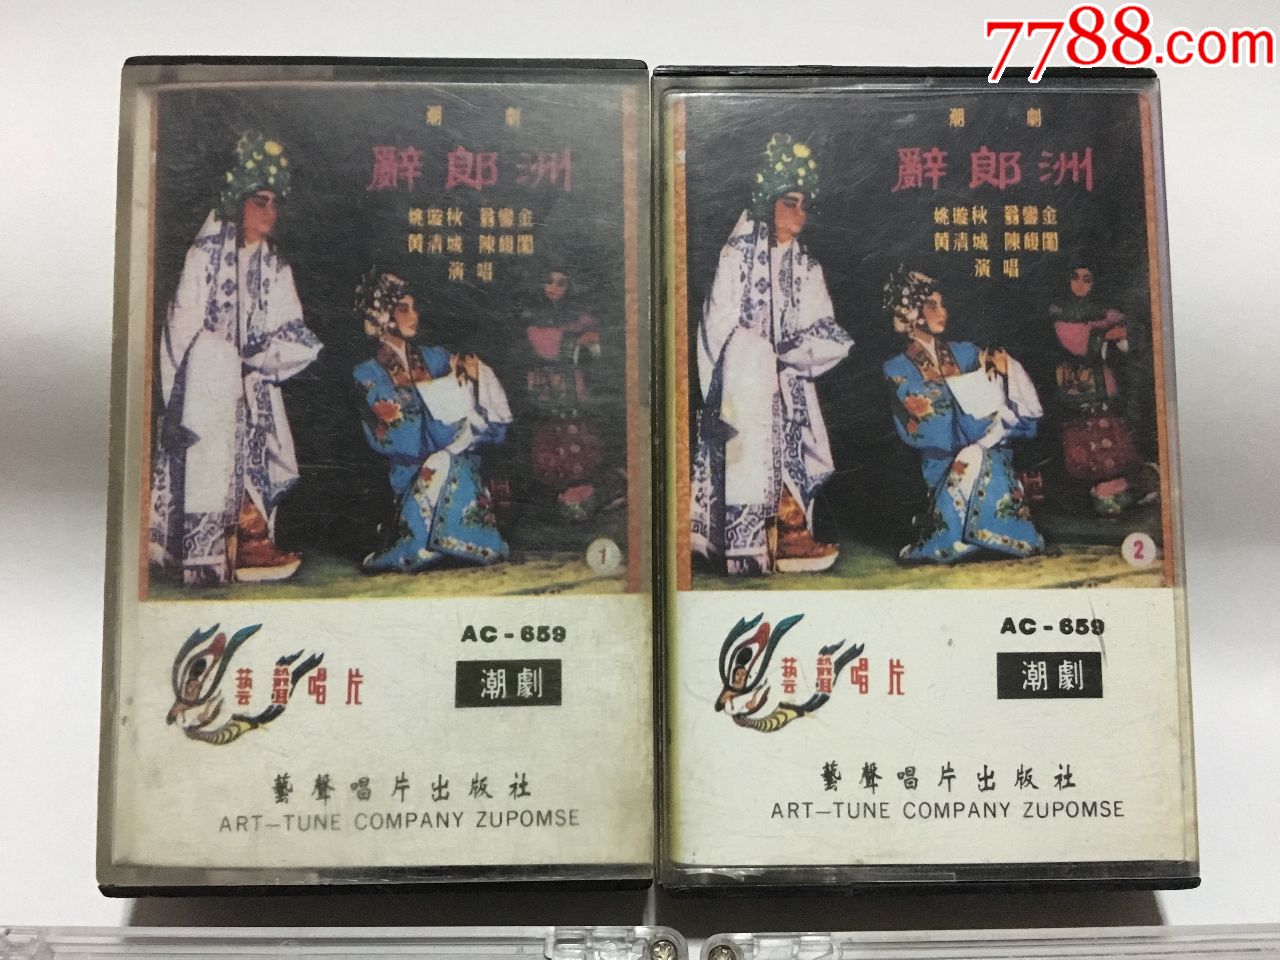 7788.com
潮劇
辭郎洲
姚璇秋 翁鑾金
黃清城 陳馥閨
演唱
1
AC-659
藝聲唱片
潮劇
藝聲唱片出版社
ART-TUNE COMPANY ZUPOMSE
潮劇
辭郎洲
姚璇秋 翁鑾金
黃清城 陳馥閨
演唱
2
AC-659
藝聲唱片
潮劇
藝聲唱片出版社
ART-TUNE COMPANY ZUPOMSE